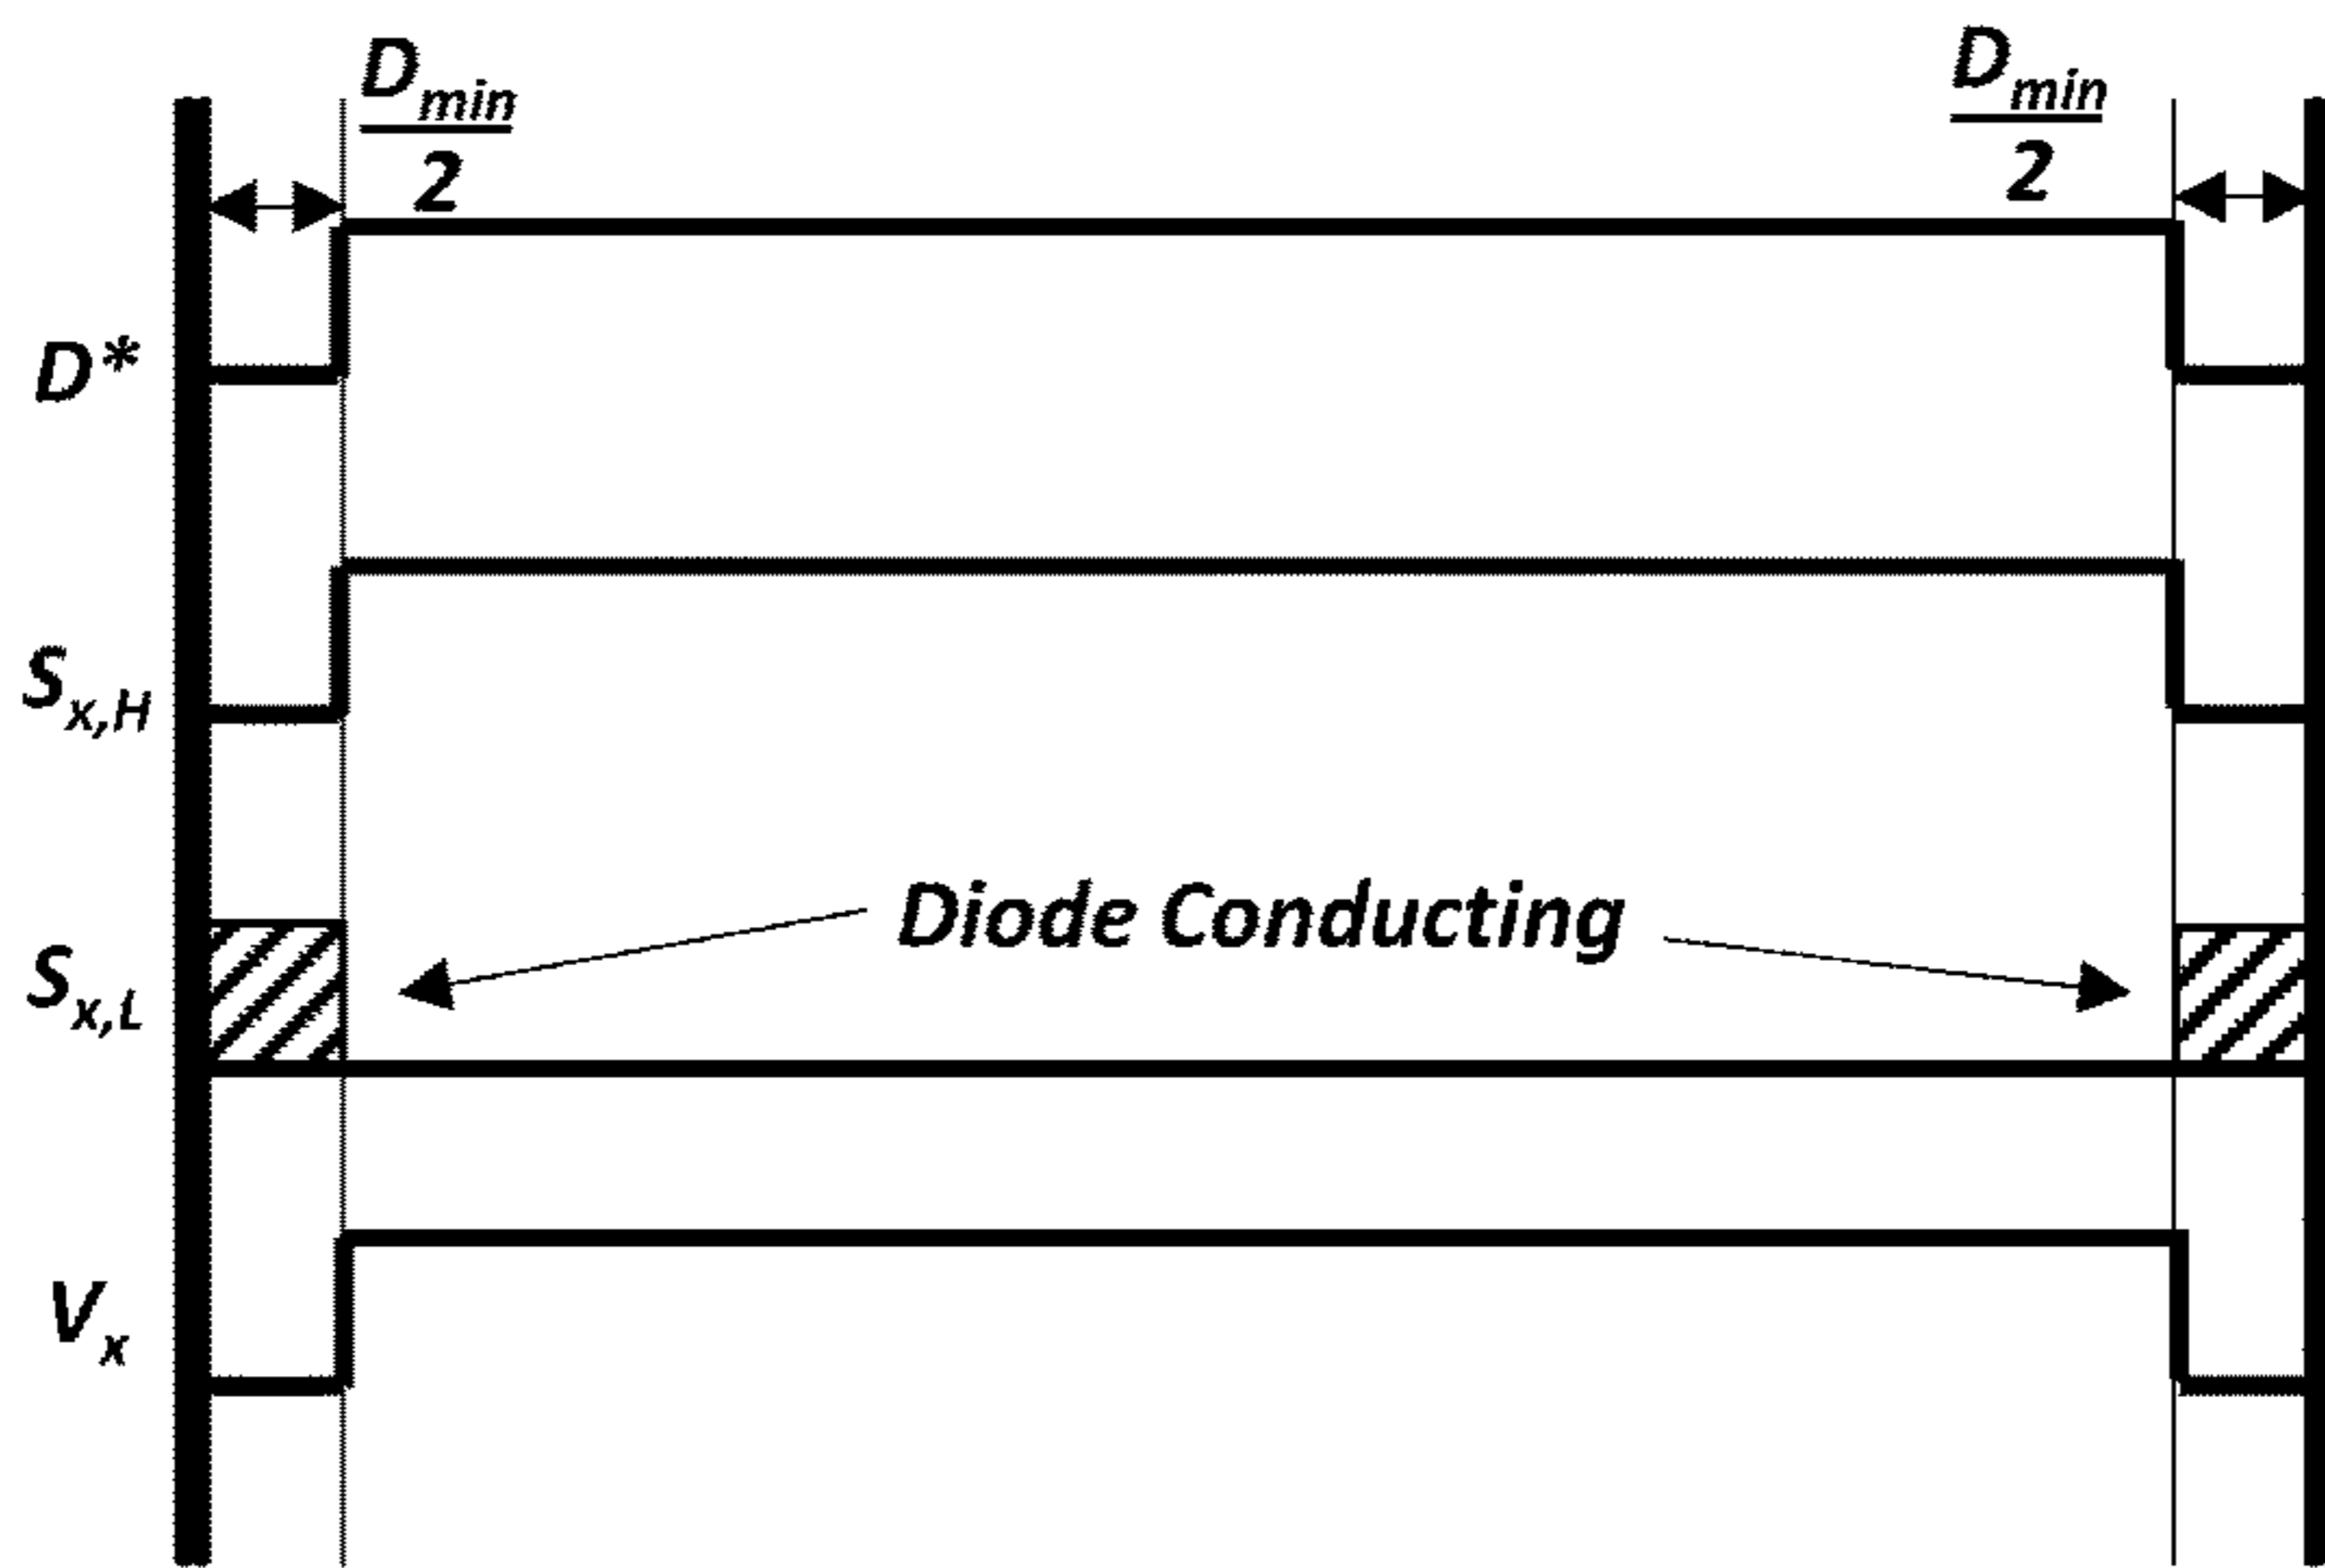 D_min/2
D_min/2
D*
S_x,H
Diode Conducting
S_x,L
V_x